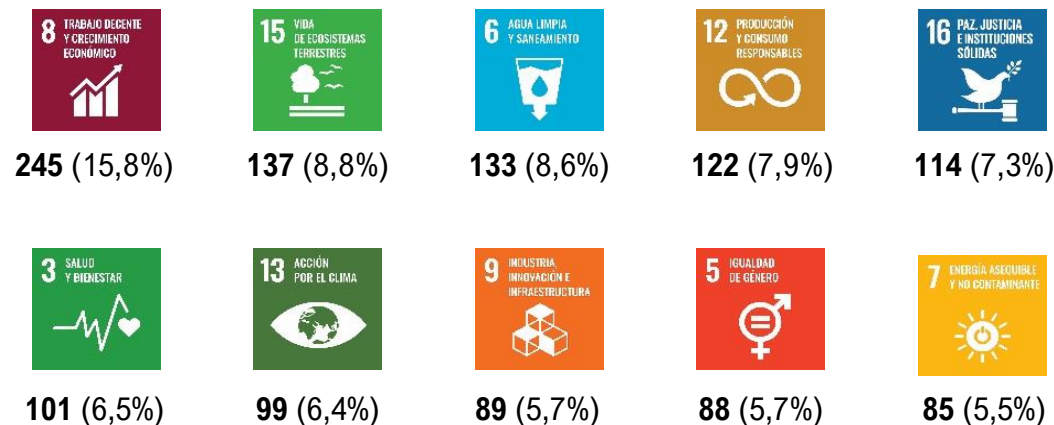 8 TRABAJO DECENTE
Y CRECIMIENTO
ECONÓMICO
15 VIDA
DE ECOSISTEMAS
TERRESTRES
6 AGUA LIMPIA
Y SANEAMIENTO
12 PRODUCCIÓN
Y CONSUMO
RESPONSABLES
16 PAZ, JUSTICIA
E INSTITUCIONES
SÓLIDAS
245 (15,8%)
137 (8,8%)
133 (8,6%)
122 (7,9%)
114 (7,3%)
3 SALUD
Y BIENESTAR
13 ACCIÓN
POR EL CLIMA
9 INDUSTRIA,
INNOVACIÓN E
INFRAESTRUCTURA
5 IGUALDAD
DE GÉNERO
7 ENERGÍA ASEQUIBLE
Y NO CONTAMINANTE
101 (6,5%)
99 (6,4%)
89 (5,7%)
88 (5,7%)
85 (5,5%)